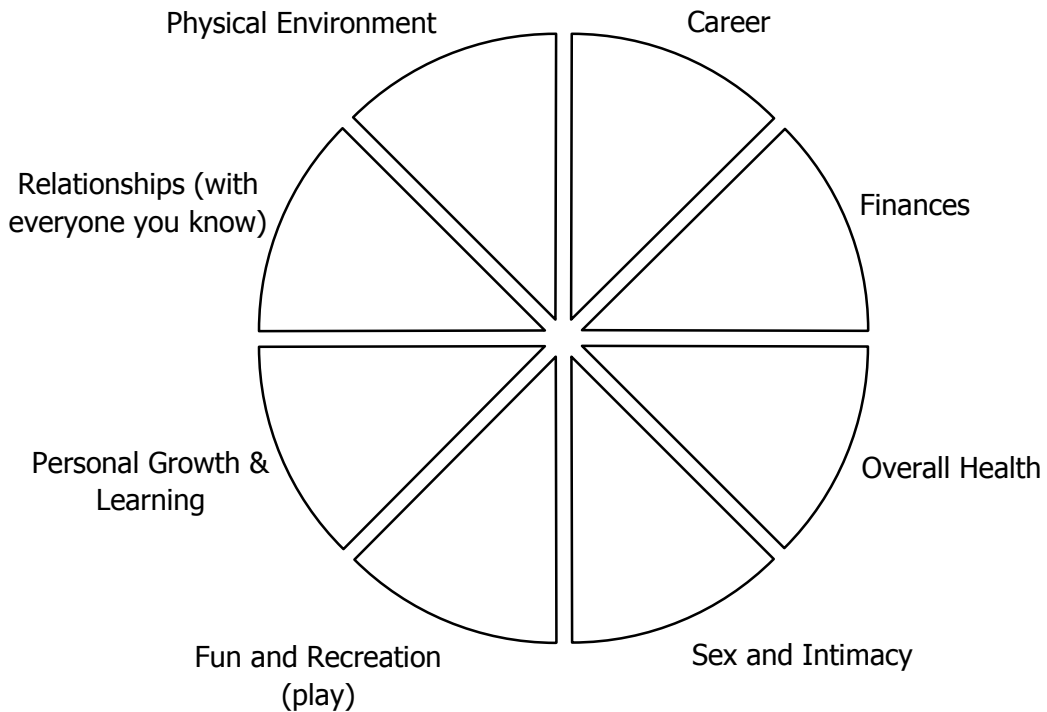 Physical Environment
Career
Relationships (with
everyone you know)
Finances
Personal Growth &
Learning
Overall Health
Fun and Recreation
(play)
Sex and Intimacy